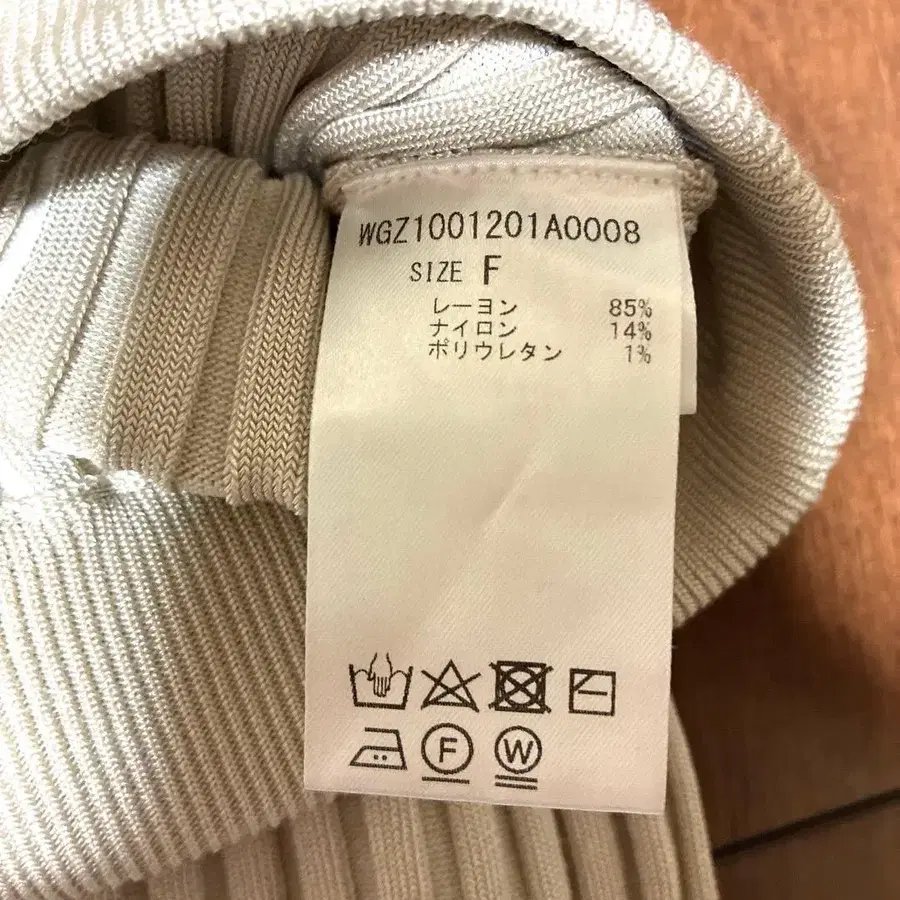 WGZ1001201A0008
SIZE F
レーヨン 85%
ナイロン 14%
ポリウレタン 1%
F W